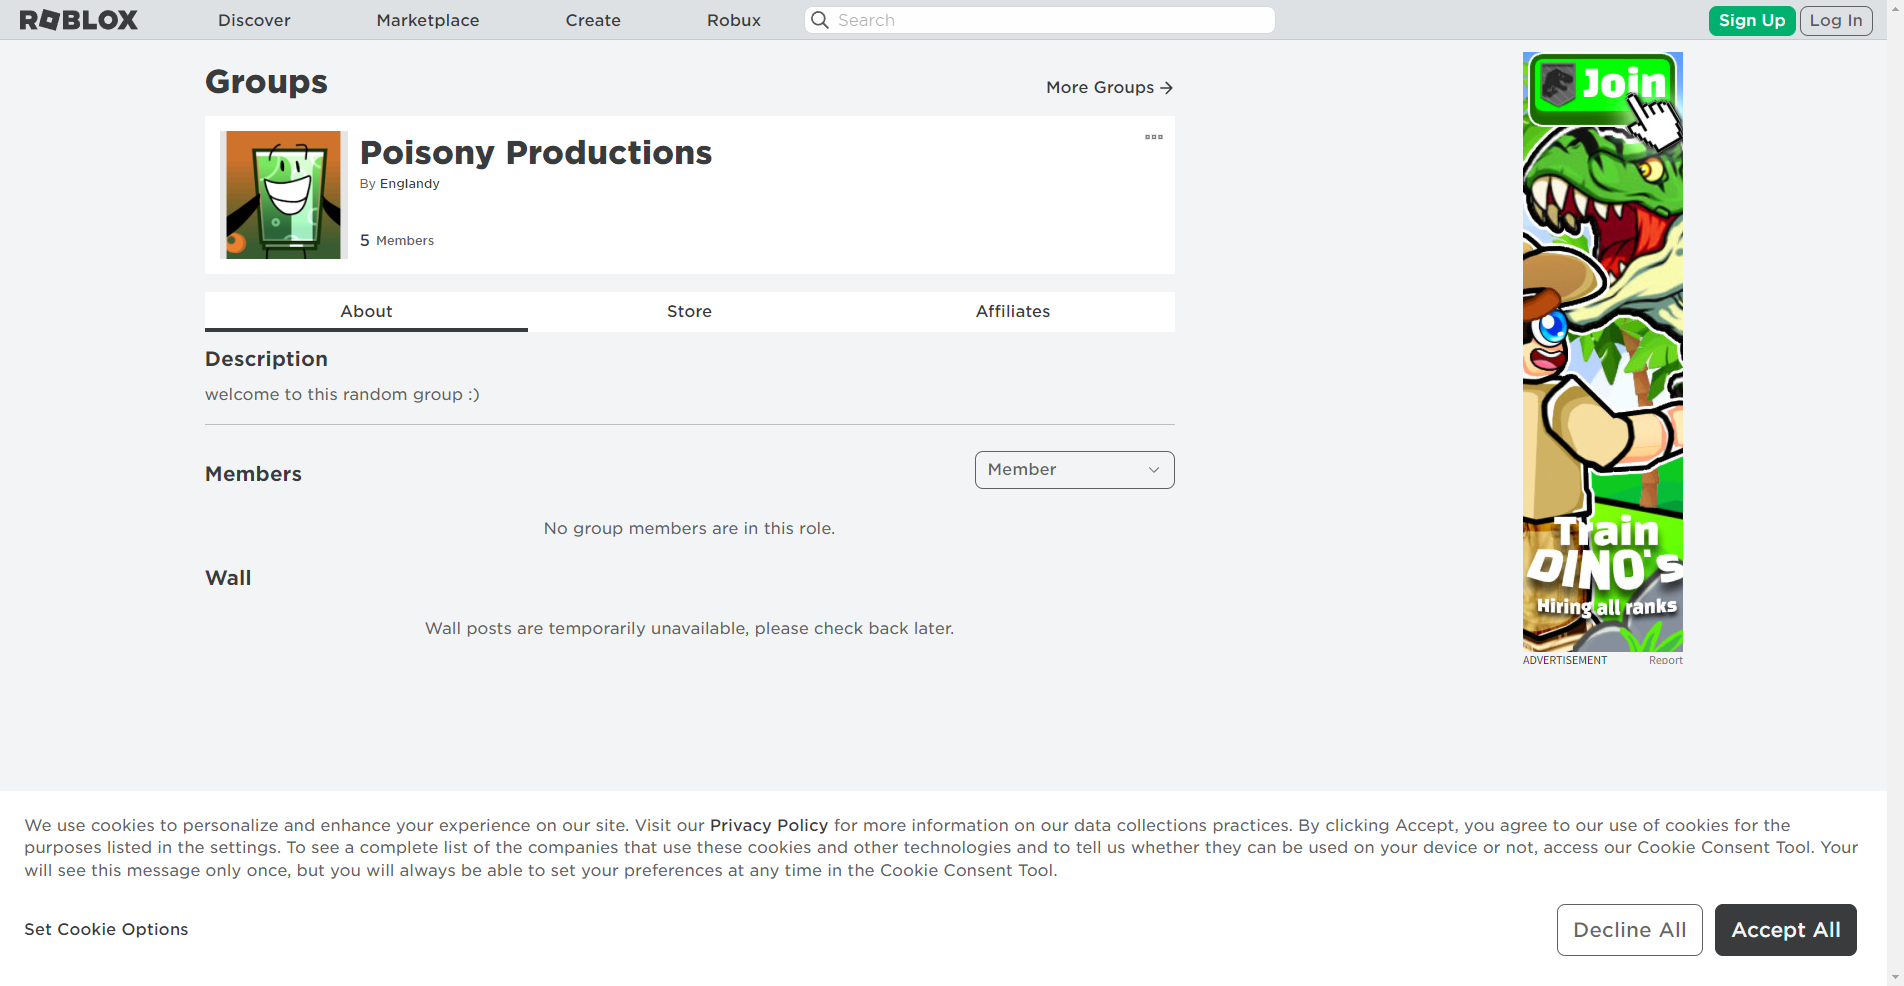 ROBLOX
Discover
Marketplace
Create
Robux
Search
Sign Up
Log In
Groups
More Groups
Poisony Productions
By Englandy
5 Members
About
Store
Affiliates
Description
welcome to this random group :)
Members
Member
No group members are in this role.
Wall
Wall posts are temporarily unavailable, please check back later.
Join
Train
DINO's
Hiring all ranks
ADVERTISEMENT
Report
We use cookies to personalize and enhance your experience on our site. Visit our Privacy Policy for more information on our data collections practices. By clicking Accept, you agree to our use of cookies for the
purposes listed in the settings. To see a complete list of the companies that use these cookies and other technologies and to tell us whether they can be used on your device or not, access our Cookie Consent Tool. Your
will see this message only once, but you will always be able to set your preferences at any time in the Cookie Consent Tool.
Set Cookie Options
Decline All
Accept All